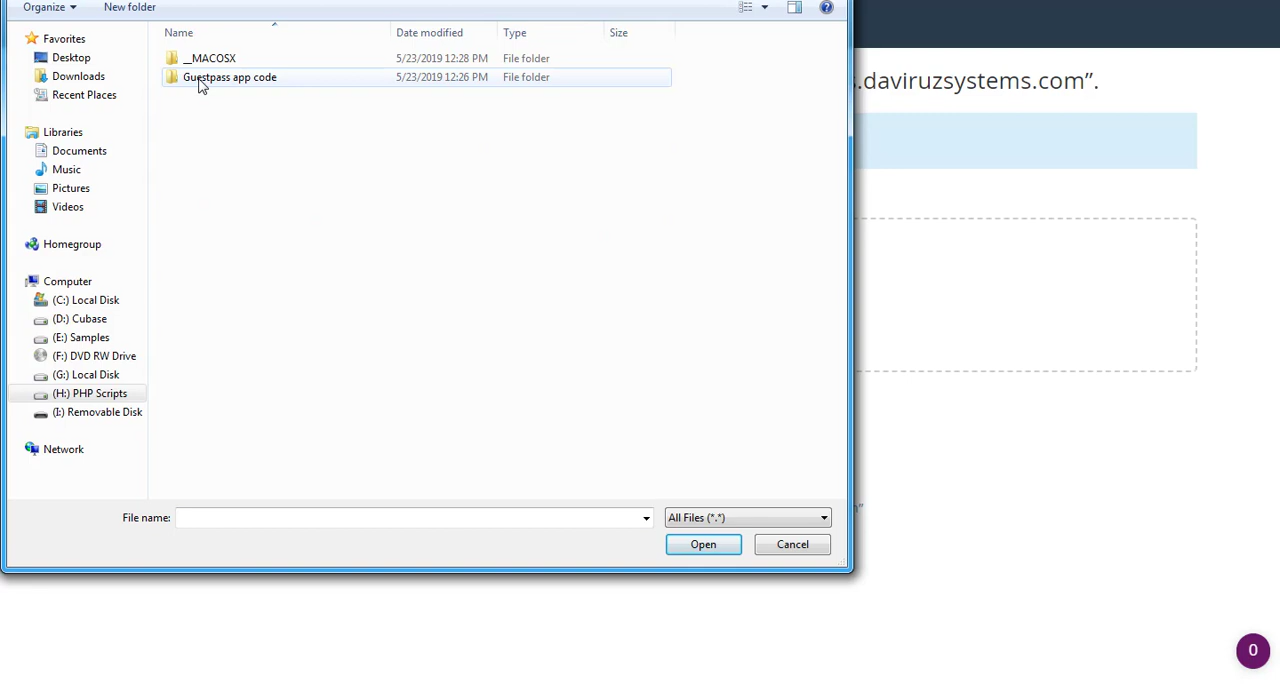 Organize New folder
Name Date modified Type Size
__MACOSX 5/23/2019 12:28 PM File folder
Guestpass app code 5/23/2019 12:26 PM File folder
Favorites
Desktop
Downloads
Recent Places
Libraries
Documents
Music
Pictures
Videos
Homegroup
Computer
(C:) Local Disk
(D:) Cubase
(E:) Samples
(F:) DVD RW Drive
(G:) Local Disk
(H:) PHP Scripts
(I:) Removable Disk
Network
File name: All Files (*.*)
Open Cancel
s.daviruzsystems.com”.
0